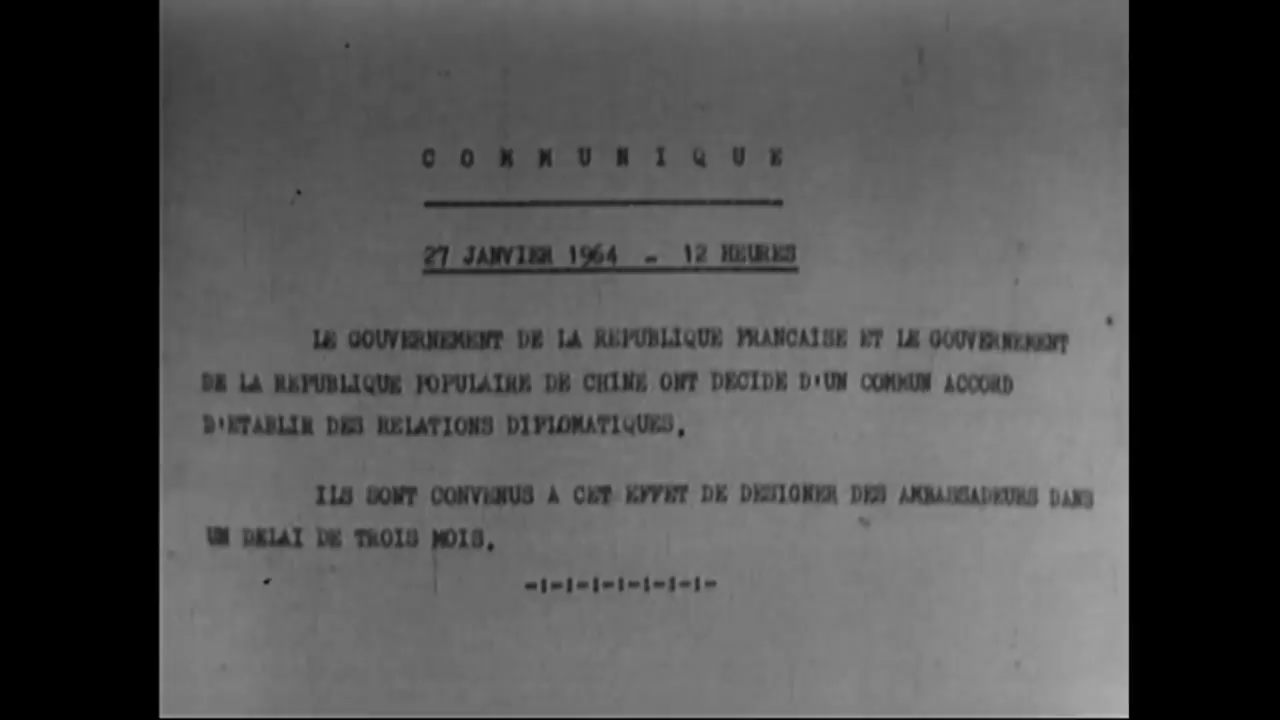 C O M M U N I Q U E
27 JANVIER 1964 - 12 HEURES
LE GOUVERNEMENT DE LA REPUBLIQUE FRANCAISE ET LE GOUVERNEMENT
DE LA REPUBLIQUE POPULAIRE DE CHINE ONT DECIDE D'UN COMMUN ACCORD
D'ETABLIR DES RELATIONS DIPLOMATIQUES.
ILS SONT CONVENUS A CET EFFET DE DESIGNER DES AMBASSADEURS DANS
UN DELAI DE TROIS MOIS.
-:-:-:-:-:-:-:-